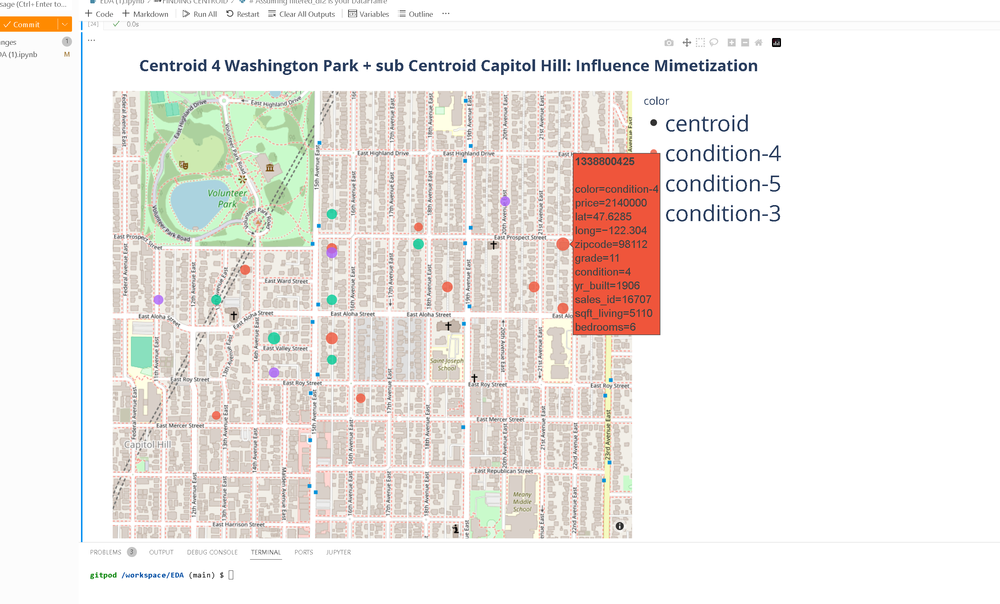 sage (Ctrl+Enter to...
EDA (1).ipynb > M↓ FINDING CENTROID > # Assuming filtered_df2 is your DataFrame
+ Code + Markdown Run All Restart Clear All Outputs Variables Outline ...
Commit
[24] 0.0s
anges 1
DA (1).ipynb M
...
Centroid 4 Washington Park + sub Centroid Capitol Hill: Influence Mimetization
color
centroid
condition-4
condition-5
condition-3
1338800425
color=condition-4
price=2140000
lat=47.6285
long=−122.304
zipcode=98112
grade=11
condition=4
yr_built=1906
sales_id=16707
sqft_living=5110
bedrooms=6
Federal Avenue East
East Highland Drive
East Highland Drive
Volunteer Park Road
Volunteer
Park
Volunteer Park Road
Volunteer Park Road
15th Avenue East
16th Avenue East
17th Avenue East
17th Avenue East
18th Avenue East
18th Avenue East
19th Avenue East
20th Avenue East
20th Avenue East
21st Avenue East
21st Avenue East
Avenue East
East Highland Drive
East Highland Drive
East H
East Prospect Street
East Prospect Street
Federal Avenue East
12th Avenue East
13th Avenue East
East Ward Street
16th Avenue East
17th Avenue East
18th Avenue East
19th Avenue East
East Aloha Street
East Aloha Street
East Aloha Street
East Aloha Street
East Alo
11th Avenue East
13th Avenue East
14th Avenue East
East Valley Street
Saint Joseph
School
20th Avenue East
21st Avenue East
East Roy Street
East Roy Street
East Roy Street
East Roy Street
Federal Avenue East
13th Avenue East
15th Avenue East
17th Avenue East
East Mercer Street
East Mercer Street
Capitol Hill
14th Avenue East
16th Avenue East
18th Avenue East
20th Avenue East
21st Avenue East
22nd Avenue East
23rd Avenue East
East Republican Street
12th Avenue East
13th Avenue East
Malden Avenue East
16th Avenue East
17th Avenue East
18th Avenue East
Meany
Middle
School
22nd Avenue East
East Harrison Street
ue East
nue East
PROBLEMS 3 OUTPUT DEBUG CONSOLE TERMINAL PORTS JUPYTER
gitpod /workspace/EDA (main) $